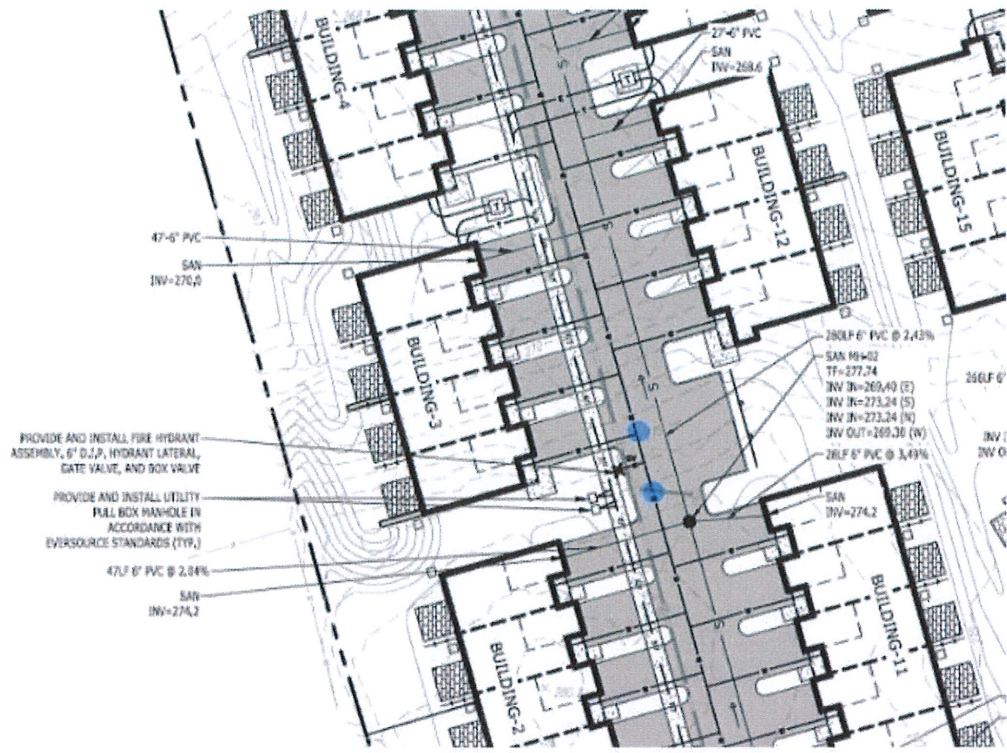 BUILDING-4
27'-6" PVC
SAN
INV=268.6
BUILDING-12
BUILDING-15
47'-6" PVC
SAN
INV=270.0
BUILDING-3
280LF 6" PVC @ 2.43%
SAN MH-02
TF=277.74
INV IN=269.40 (E)
INV IN=273.24 (S)
INV IN=273.24 (N)
INV OUT=269.30 (W)
28LF 6" PVC @ 3.49%
SAN
INV=274.2
266LF 6"
INV
INV O
PROVIDE AND INSTALL FIRE HYDRANT
ASSEMBLY, 6" D.I.P. HYDRANT LATERAL,
GATE VALVE, AND BOX VALVE
PROVIDE AND INSTALL UTILITY
PULL BOX MANHOLE IN
ACCORDANCE WITH
EVERSOURCE STANDARDS (TYP.)
47LF 6" PVC @ 2.04%
SAN
INV=274.2
BUILDING-2
BUILDING-11
S
S
S
S
T
T